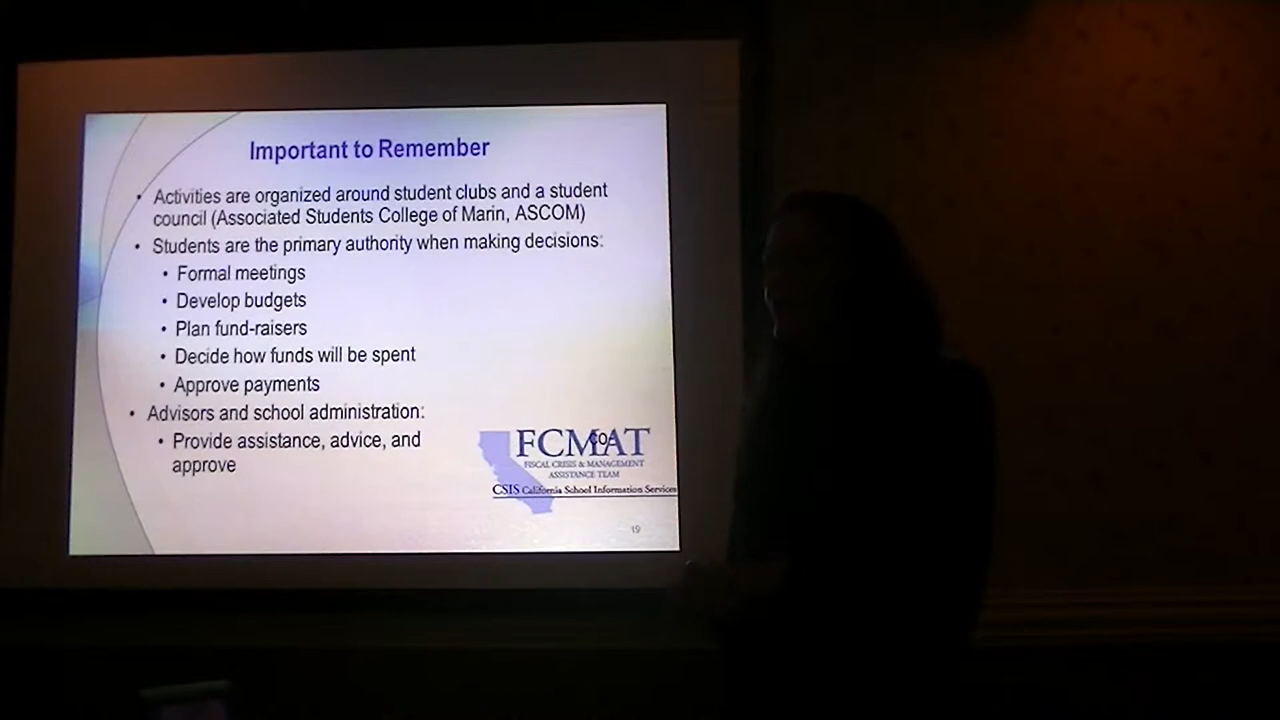 Important to Remember
• Activities are organized around student clubs and a student
council (Associated Students College of Marin, ASCOM)
• Students are the primary authority when making decisions:
• Formal meetings
• Develop budgets
• Plan fund-raisers
• Decide how funds will be spent
• Approve payments
• Advisors and school administration:
• Provide assistance, advice, and
approve
FCMAT
FISCAL CRISIS & MANAGEMENT
ASSISTANCE TEAM
CSIS California School Information Services
19